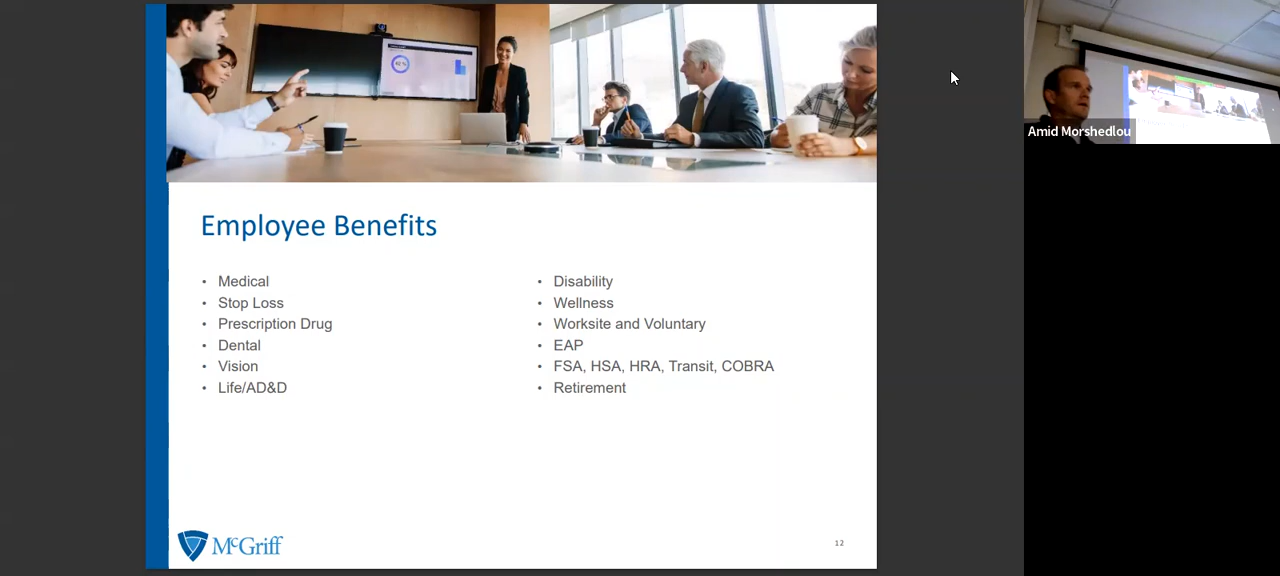 42 %
Amid Morshedlou
Employee Benefits
• Medical
• Stop Loss
• Prescription Drug
• Dental
• Vision
• Life/AD&D
• Disability
• Wellness
• Worksite and Voluntary
• EAP
• FSA, HSA, HRA, Transit, COBRA
• Retirement
McGriff
12